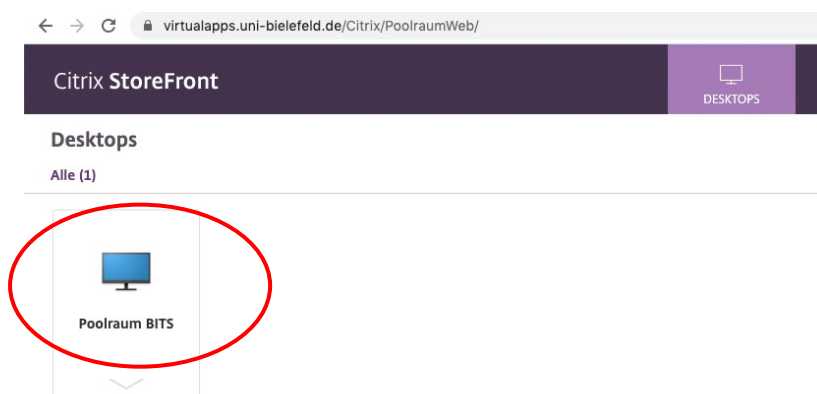 virtualapps.uni-bielefeld.de/Citrix/PoolraumWeb/
Citrix StoreFront
DESKTOPS
Desktops
Alle (1)
Poolraum BITS